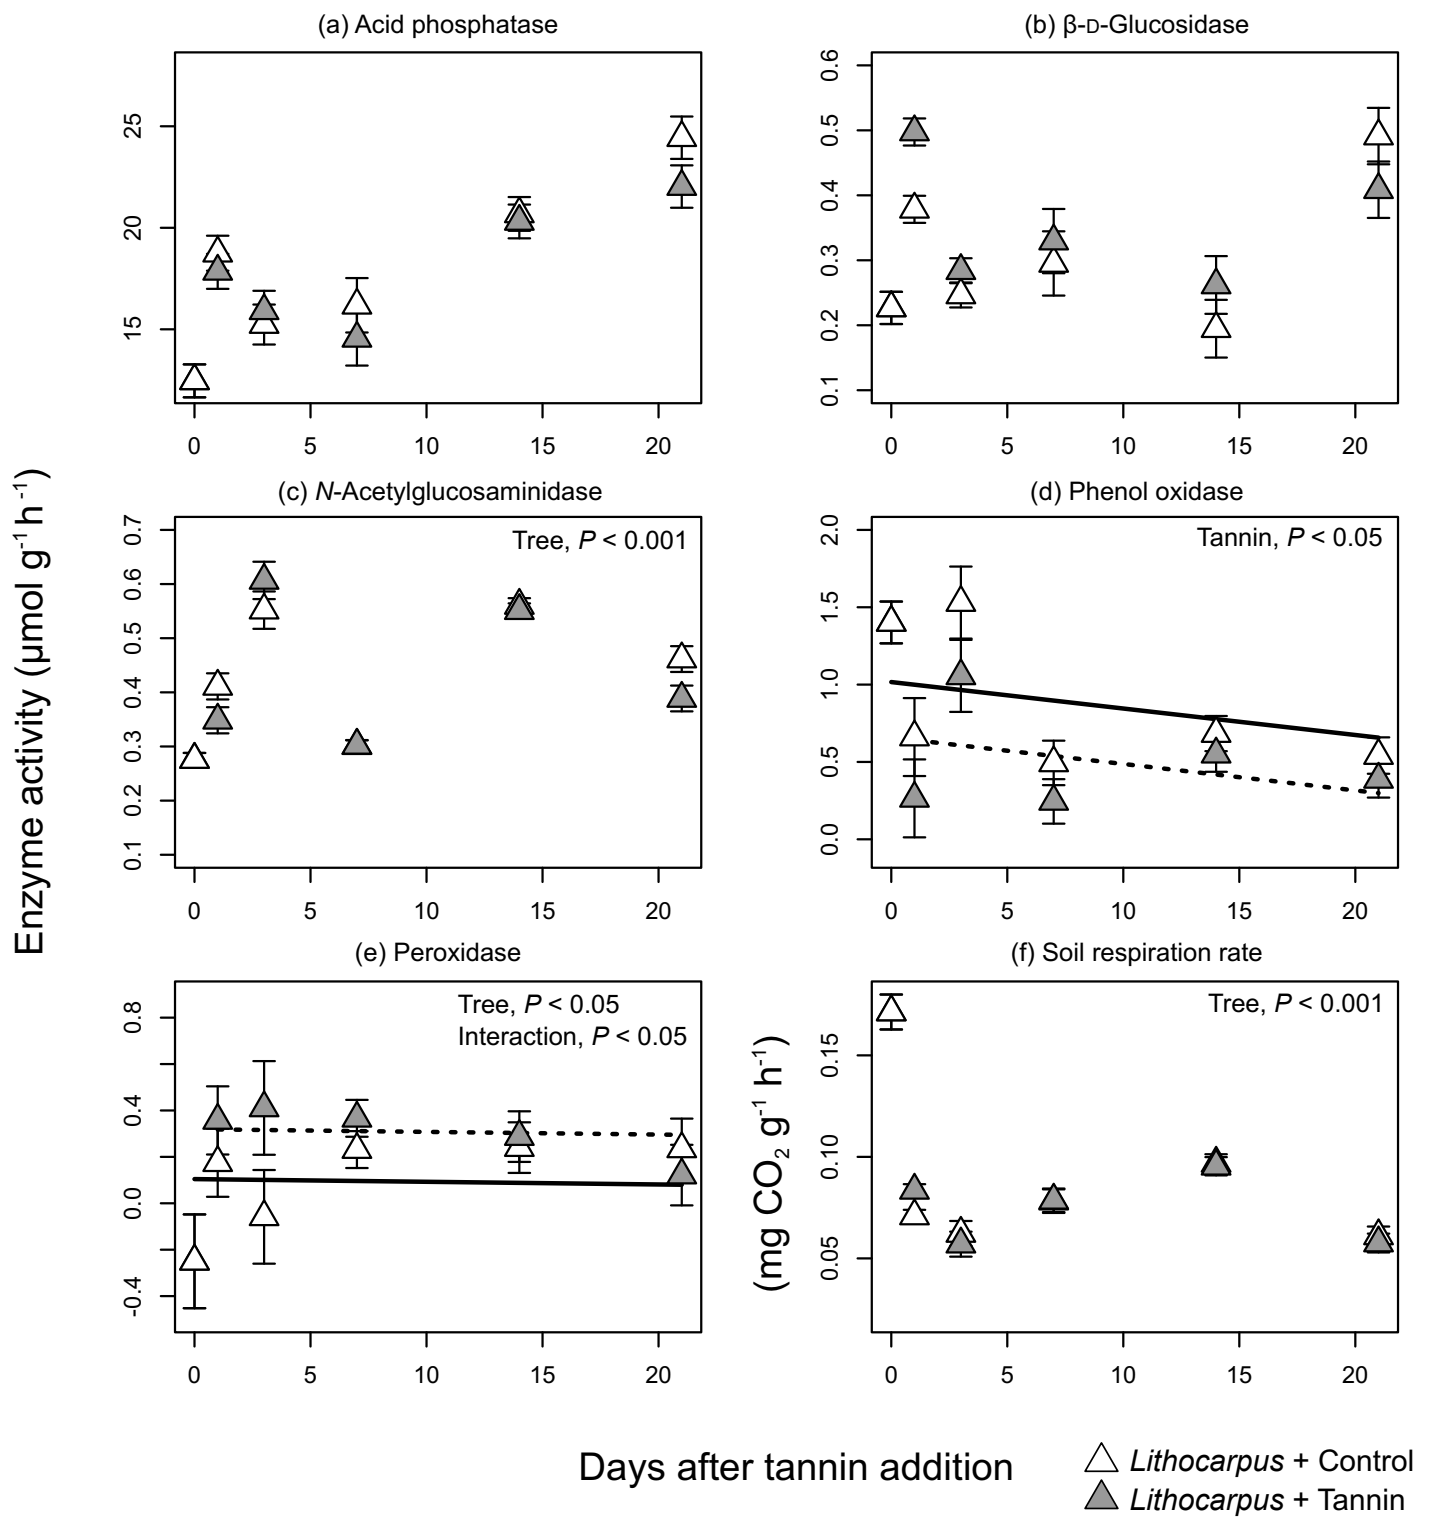 (a) Acid phosphatase
25
20
15
0 5 10 15 20
(b) β-D-Glucosidase
0.6
0.5
0.4
0.3
0.2
0.1
0 5 10 15 20
Enzyme activity (μmol g⁻¹ h⁻¹)
(c) N-Acetylglucosaminidase
Tree, P < 0.001
0.7
0.6
0.5
0.4
0.3
0.2
0.1
0 5 10 15 20
(d) Phenol oxidase
Tannin, P < 0.05
2.0
1.5
1.0
0.5
0.0
0 5 10 15 20
(e) Peroxidase
Tree, P < 0.05
Interaction, P < 0.05
0.8
0.4
0.0
-0.4
0 5 10 15 20
(f) Soil respiration rate
Tree, P < 0.001
(mg CO₂ g⁻¹ h⁻¹)
0.15
0.10
0.05
0 5 10 15 20
Days after tannin addition
Lithocarpus + Control
Lithocarpus + Tannin